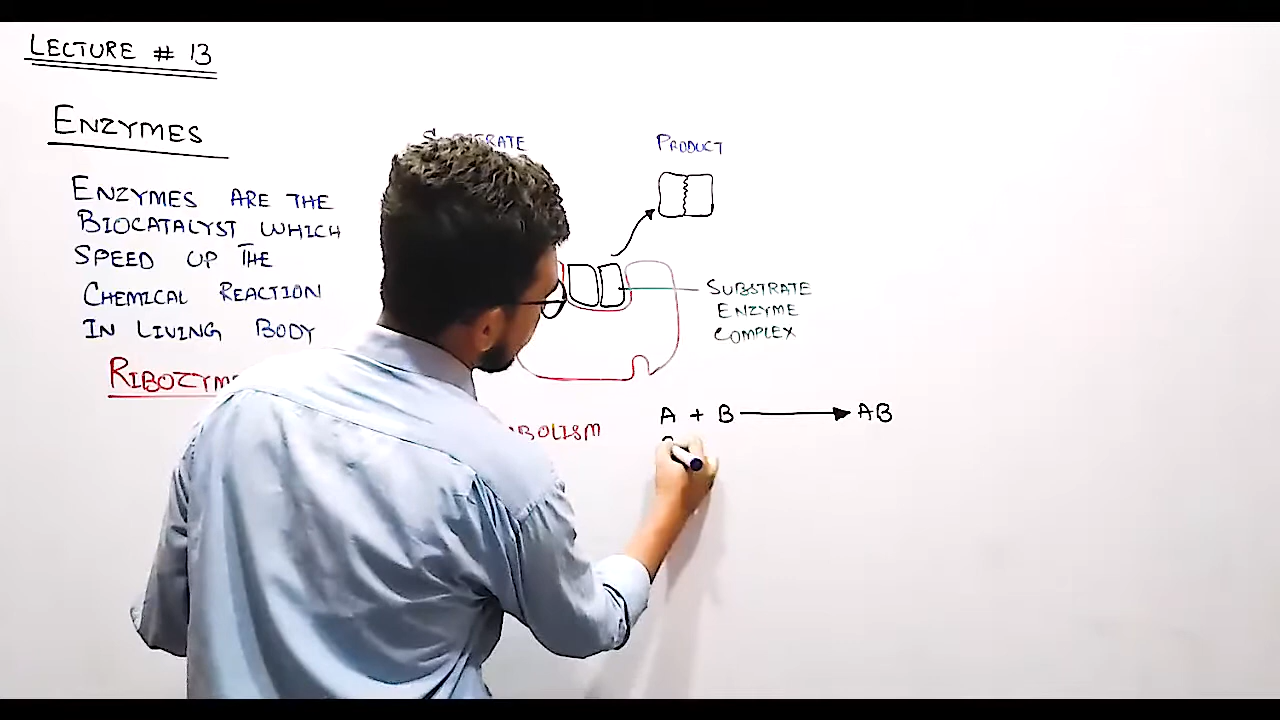 LECTURE # 13
ENZYMES
ENZYMES ARE THE
BIOCATALYST WHICH
SPEED UP THE
CHEMICAL REACTION
IN LIVING BODY
PRODUCT
SUBSTRATE
ENZYME
COMPLEX
A + B → AB